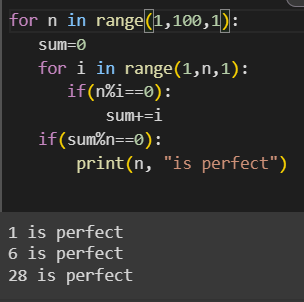 for n in range(1,100,1):
    sum=0
    for i in range(1,n,1):
        if(n%i==0):
            sum+=i
    if(sum%n==0):
        print(n, "is perfect")
1 is perfect
6 is perfect
28 is perfect